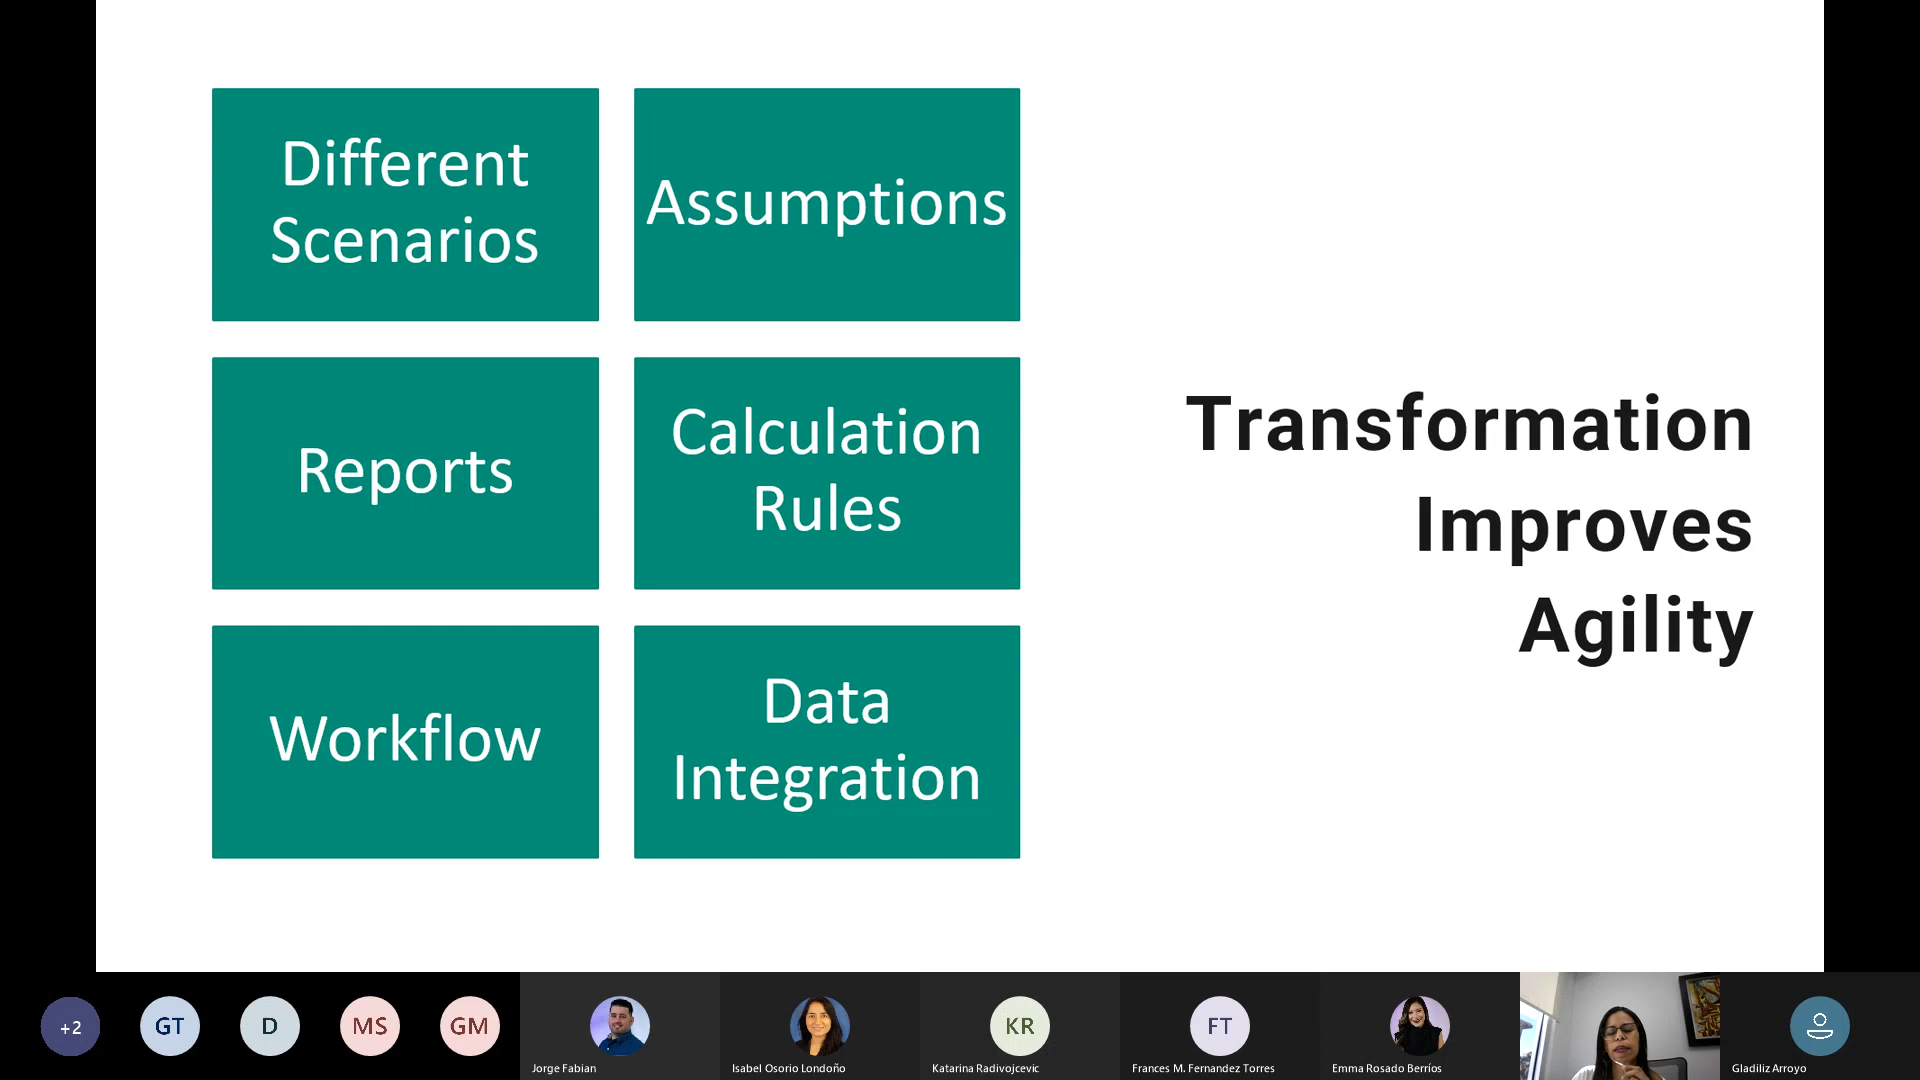 Different
Scenarios
Assumptions
Reports
Calculation
Rules
Workflow
Data
Integration
Transformation
Improves
Agility
+2
GT
D
MS
GM
Jorge Fabian
Isabel Osorio Londoño
KR
Katarina Radivojcevic
FT
Frances M. Fernandez Torres
Emma Rosado Berríos
Gladiliz Arroyo